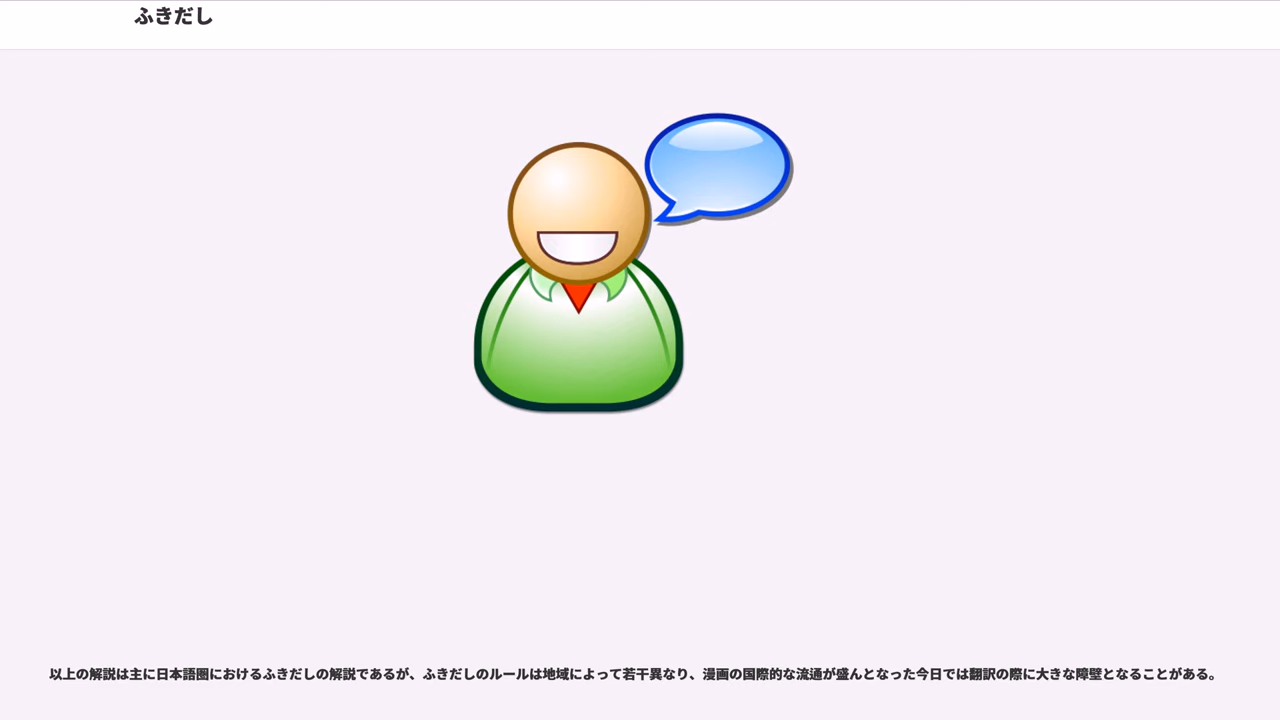 ふきだし
以上の解説は主に日本語圏におけるふきだしの解説であるが、ふきだしのルールは地域によって若干異なり、漫画の国際的な流通が盛んとなった今日では翻訳の際に大きな障壁となることがある。